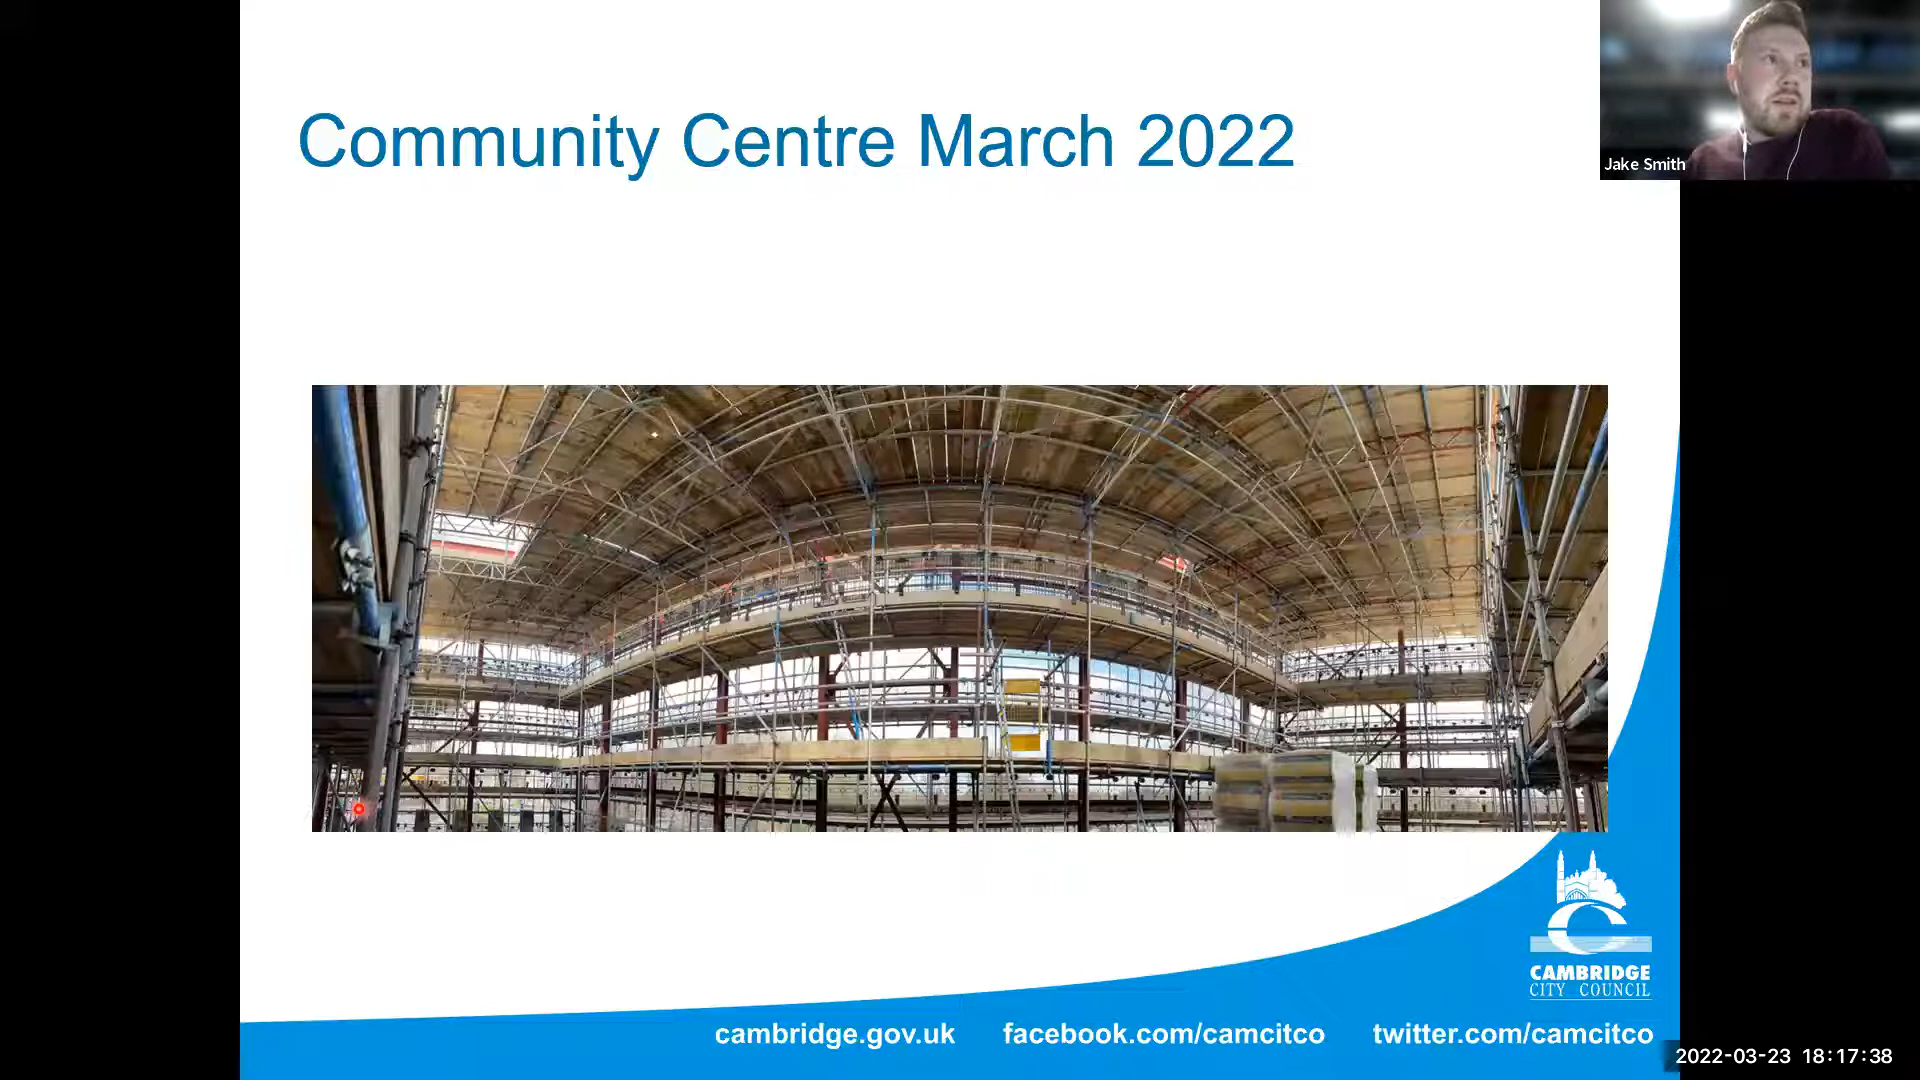 Community Centre March 2022
Jake Smith
CAMBRIDGE
CITY COUNCIL
cambridge.gov.uk facebook.com/camcitco twitter.com/camcitco
2022-03-23 18:17:38